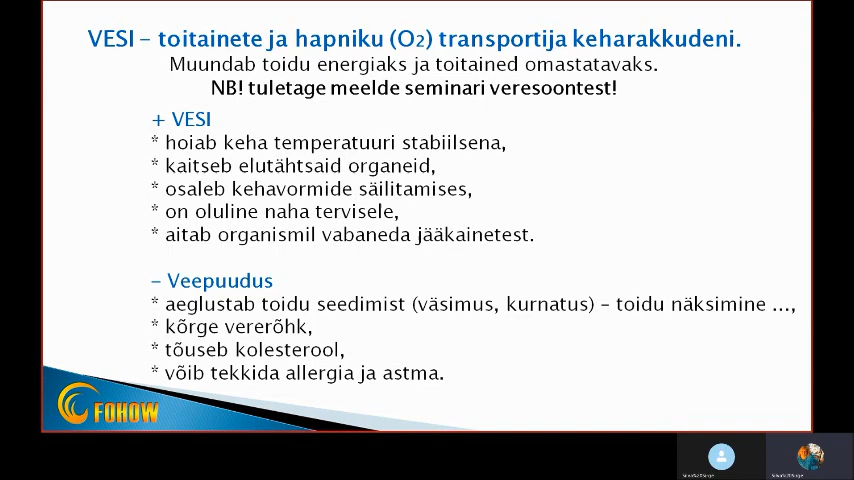 VESI – toitainete ja hapniku (O2) transportija keharakkudeni.
Muundab toidu energiaks ja toitained omastatavaks.
NB! tuletage meelde seminari veresoontest!
+ VESI
* hoiab keha temperatuuri stabiilsena,
* kaitseb elutähtsaid organeid,
* osaleb kehavormide säilitamises,
* on oluline naha tervisele,
* aitab organismil vabaneda jääkainetest.
– Veepuudus
* aeglustab toidu seedimist (väsimus, kurnatus) – toidu näksimine ...,
* kõrge vererõhk,
* tõuseb kolesterool,
* võib tekkida allergia ja astma.
FOHOW